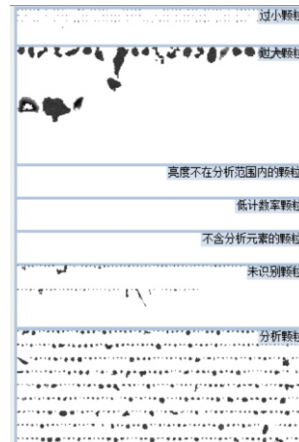 过小颗粒
过大颗粒
亮度不在分析范围内的颗粒
低计数率颗粒
不含分析元素的颗粒
未识别颗粒
分析颗粒